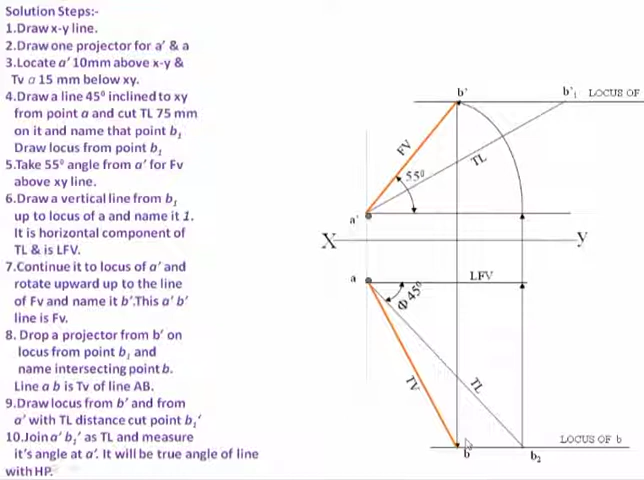 Solution Steps:-
1.Draw x-y line.
2.Draw one projector for a' & a
3.Locate a' 10mm above x-y &
Tv a 15 mm below xy.
4.Draw a line 45⁰ inclined to xy
from point a and cut TL 75 mm
on it and name that point b₁
Draw locus from point b₁
5.Take 55⁰ angle from a' for Fv
above xy line.
6.Draw a vertical line from b₁
up to locus of a and name it 1.
It is horizontal component of
TL & is LFV.
7.Continue it to locus of a' and
rotate upward up to the line
of Fv and name it b'.This a' b'
line is Fv.
8. Drop a projector from b' on
locus from point b₁ and
name intersecting point b.
Line a b is Tv of line AB.
9.Draw locus from b' and from
a' with TL distance cut point b₁'
10.Join a' b₁' as TL and measure
it's angle at a'. It will be true angle of line
with HP.
b'
b'₁
LOCUS OF
FV
TL
55⁰
a'
X
y
a
LFV
Φ 45⁰
TV
TL
LOCUS OF b
b
b₂